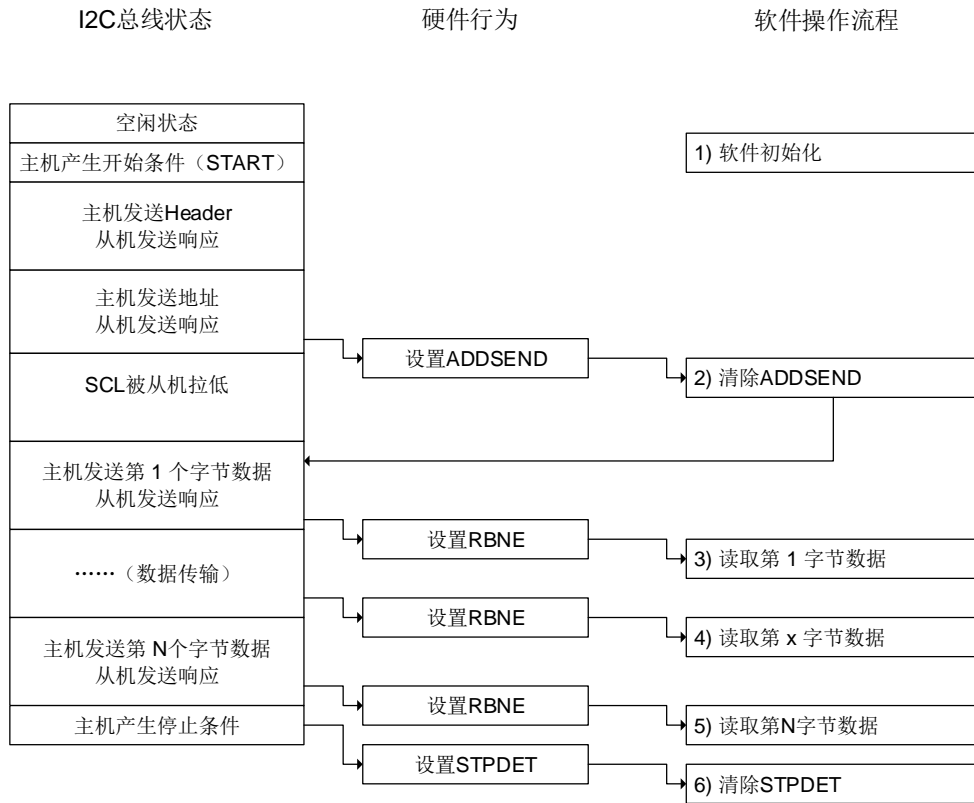 I2C总线状态
硬件行为
软件操作流程
空闲状态
主机产生开始条件（START）
1) 软件初始化
主机发送Header
从机发送响应
主机发送地址
从机发送响应
设置ADDSEND
2) 清除ADDSEND
SCL被从机拉低
主机发送第 1 个字节数据
从机发送响应
设置RBNE
3) 读取第 1 字节数据
……（数据传输）
设置RBNE
4) 读取第 x 字节数据
主机发送第 N个字节数据
从机发送响应
设置RBNE
5) 读取第N字节数据
主机产生停止条件
设置STPDET
6) 清除STPDET